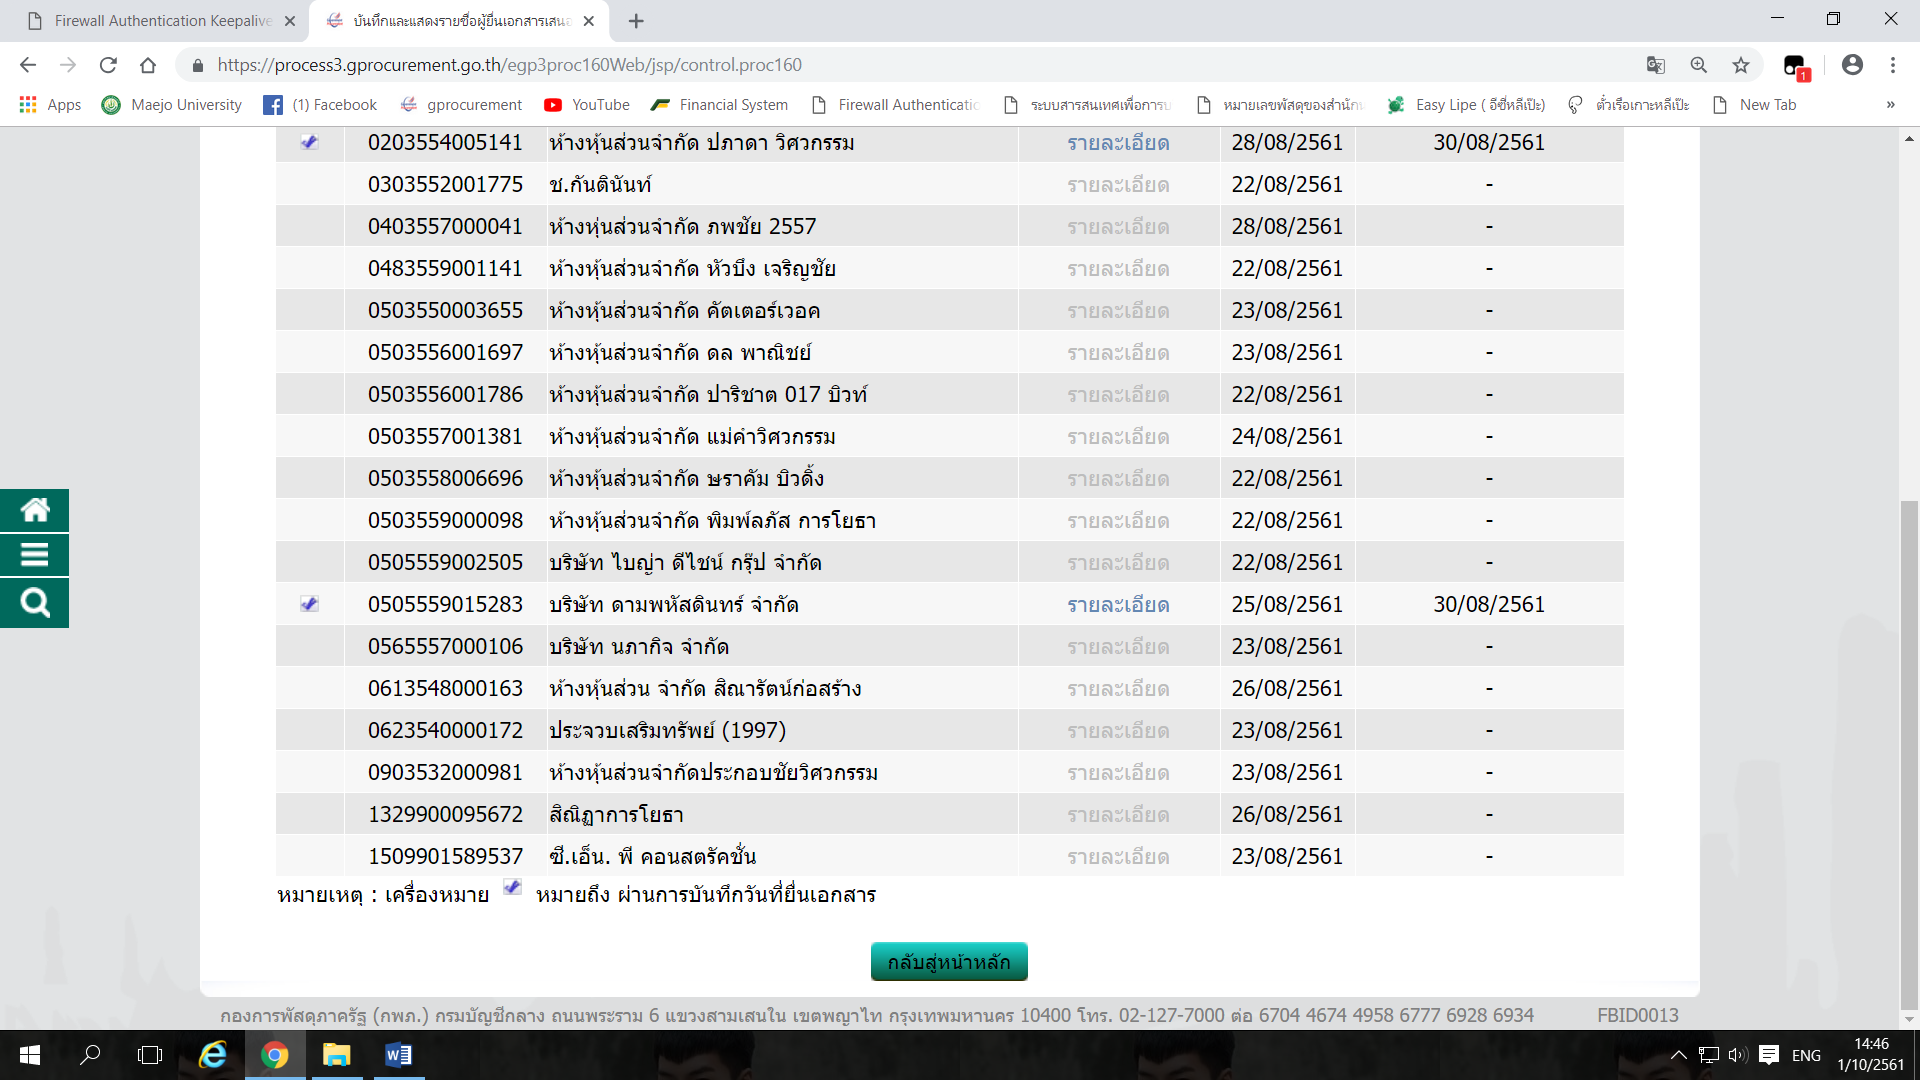 Firewall Authentication Keepalive
บันทึกและแสดงรายชื่อผู้ยื่นเอกสารเสนอ
https://process3.gprocurement.go.th/egp3proc160Web/jsp/control.proc160
1
Apps Maejo University (1) Facebook gprocurement YouTube Financial System Firewall Authenticatic ระบบสารสนเทศเพื่อการบ หมายเลขพัสดุของสำนัก Easy Lipe ( อีซี่หลีเป๊ะ) ตั๋วเรือเกาะหลีเป๊ะ New Tab »
0203554005141 ห้างหุ้นส่วนจำกัด ปภาดา วิศวกรรม รายละเอียด 28/08/2561 30/08/2561
0303552001775 ช.กันตินันท์ รายละเอียด 22/08/2561 -
0403557000041 ห้างหุ้นส่วนจำกัด ภพชัย 2557 รายละเอียด 28/08/2561 -
0483559001141 ห้างหุ้นส่วนจำกัด หัวบึง เจริญชัย รายละเอียด 22/08/2561 -
0503550003655 ห้างหุ้นส่วนจำกัด คัตเตอร์เวอค รายละเอียด 23/08/2561 -
0503556001697 ห้างหุ้นส่วนจำกัด ดล พาณิชย์ รายละเอียด 23/08/2561 -
0503556001786 ห้างหุ้นส่วนจำกัด ปาริชาต 017 บิวท์ รายละเอียด 22/08/2561 -
0503557001381 ห้างหุ้นส่วนจำกัด แม่คำวิศวกรรม รายละเอียด 24/08/2561 -
0503558006696 ห้างหุ้นส่วนจำกัด ษราคัม บิวดิ้ง รายละเอียด 22/08/2561 -
0503559000098 ห้างหุ้นส่วนจำกัด พิมพ์ลภัส การโยธา รายละเอียด 22/08/2561 -
0505559002505 บริษัท ไบญ่า ดีไซน์ กรุ๊ป จำกัด รายละเอียด 22/08/2561 -
0505559015283 บริษัท ดามพหัสดินทร์ จำกัด รายละเอียด 25/08/2561 30/08/2561
0565557000106 บริษัท นภากิจ จำกัด รายละเอียด 23/08/2561 -
0613548000163 ห้างหุ้นส่วน จำกัด สิณารัตน์ก่อสร้าง รายละเอียด 26/08/2561 -
0623540000172 ประจวบเสริมทรัพย์ (1997) รายละเอียด 23/08/2561 -
0903532000981 ห้างหุ้นส่วนจำกัดประกอบชัยวิศวกรรม รายละเอียด 23/08/2561 -
1329900095672 สิณิฏาการโยธา รายละเอียด 26/08/2561 -
1509901589537 ซี.เอ็น. พี คอนสตรัคชั่น รายละเอียด 23/08/2561 -
หมายเหตุ : เครื่องหมาย หมายถึง ผ่านการบันทึกวันที่ยื่นเอกสาร
กลับสู่หน้าหลัก
กองการพัสดุภาครัฐ (กพภ.) กรมบัญชีกลาง ถนนพระราม 6 แขวงสามเสนใน เขตพญาไท กรุงเทพมหานคร 10400 โทร. 02-127-7000 ต่อ 6704 4674 4958 6777 6928 6934 FBID0013
ENG 14:46
1/10/2561